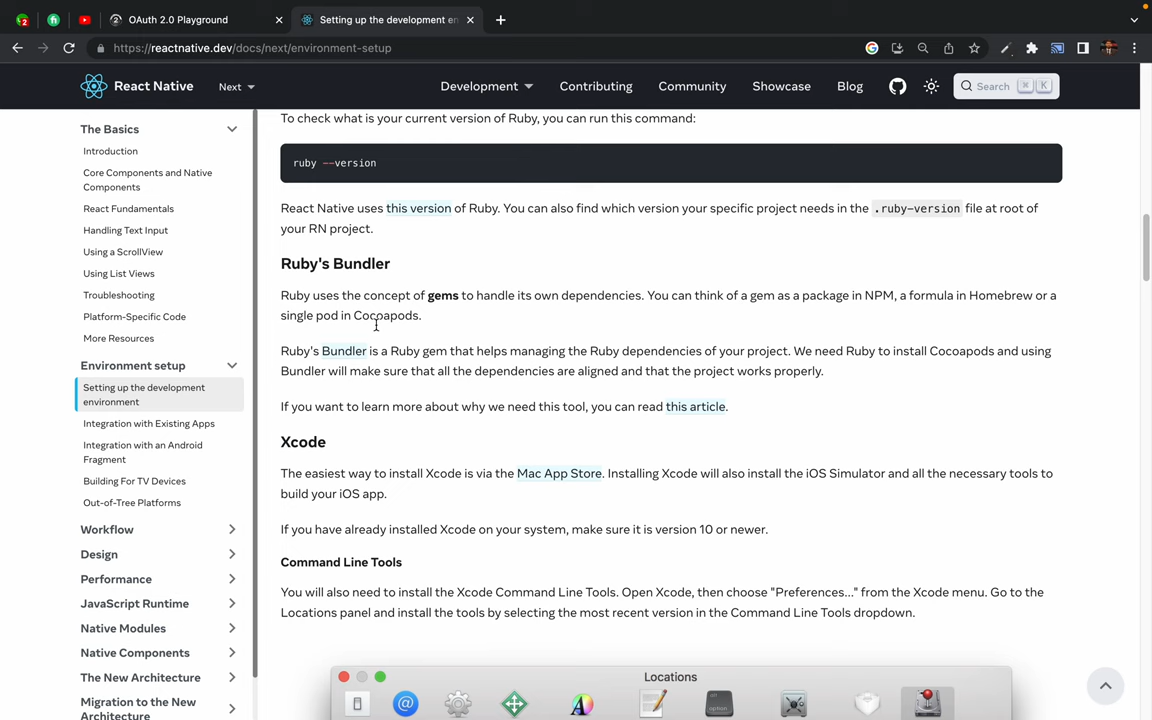 OAuth 2.0 Playground
Setting up the development en
https://reactnative.dev/docs/next/environment-setup
React Native
Next
Development
Contributing
Community
Showcase
Blog
Search ⌘ K
The Basics
Introduction
Core Components and Native
Components
React Fundamentals
Handling Text Input
Using a ScrollView
Using List Views
Troubleshooting
Platform-Specific Code
More Resources
Environment setup
Setting up the development
environment
Integration with Existing Apps
Integration with an Android
Fragment
Building For TV Devices
Out-of-Tree Platforms
Workflow
Design
Performance
JavaScript Runtime
Native Modules
Native Components
The New Architecture
Migration to the New
Architecture
To check what is your current version of Ruby, you can run this command:
ruby --version
React Native uses this version of Ruby. You can also find which version your specific project needs in the .ruby-version file at root of
your RN project.
Ruby's Bundler
Ruby uses the concept of gems to handle its own dependencies. You can think of a gem as a package in NPM, a formula in Homebrew or a
single pod in Cocoapods.
Ruby's Bundler is a Ruby gem that helps managing the Ruby dependencies of your project. We need Ruby to install Cocoapods and using
Bundler will make sure that all the dependencies are aligned and that the project works properly.
If you want to learn more about why we need this tool, you can read this article.
Xcode
The easiest way to install Xcode is via the Mac App Store. Installing Xcode will also install the iOS Simulator and all the necessary tools to
build your iOS app.
If you have already installed Xcode on your system, make sure it is version 10 or newer.
Command Line Tools
You will also need to install the Xcode Command Line Tools. Open Xcode, then choose "Preferences..." from the Xcode menu. Go to the
Locations panel and install the tools by selecting the most recent version in the Command Line Tools dropdown.
Locations